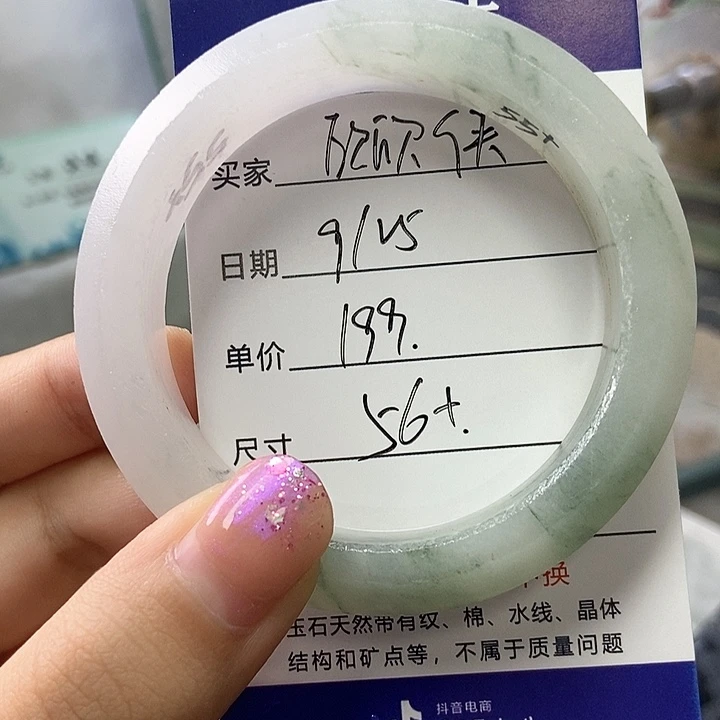 55+
买家
日期 9/25
单价 199.
尺寸 56+.
换
玉石天然带有纹、棉、水线、晶体
结构和矿点等，不属于质量问题
抖音电商